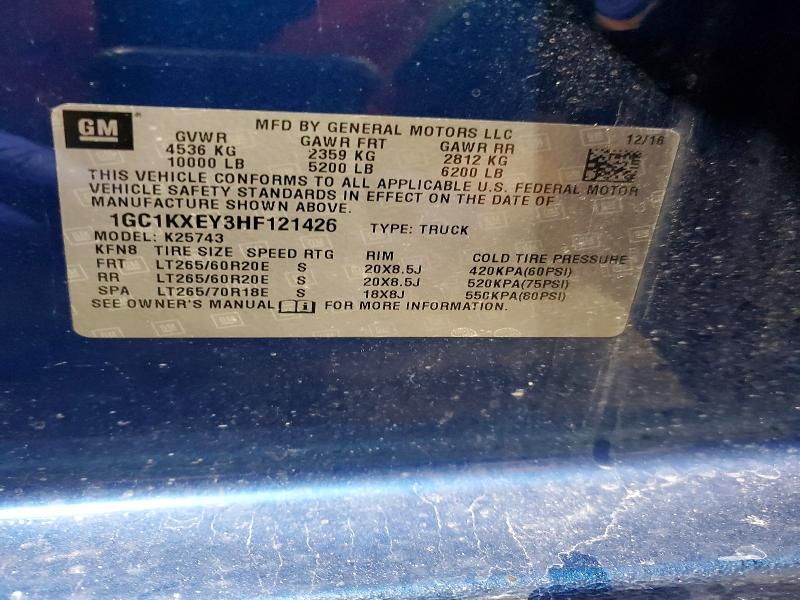 GM
MFD BY GENERAL MOTORS LLC
12/16
GVWR GAWR FRT GAWR RR
4536 KG 2359 KG 2812 KG
10000 LB 5200 LB 6200 LB
THIS VEHICLE CONFORMS TO ALL APPLICABLE U.S. FEDERAL MOTOR
VEHICLE SAFETY STANDARDS IN EFFECT ON THE DATE OF
MANUFACTURE SHOWN ABOVE.
1GC1KXEY3HF121426 TYPE: TRUCK
MODEL: K25743
KFN8 TIRE SIZE SPEED RTG RIM COLD TIRE PRESSURE
FRT LT265/60R20E S 20X8.5J 420KPA(60PSI)
RR LT265/60R20E S 20X8.5J 520KPA(75PSI)
SPA LT265/70R18E S 18X8J 550KPA(80PSI)
SEE OWNER'S MANUAL FOR MORE INFORMATION.